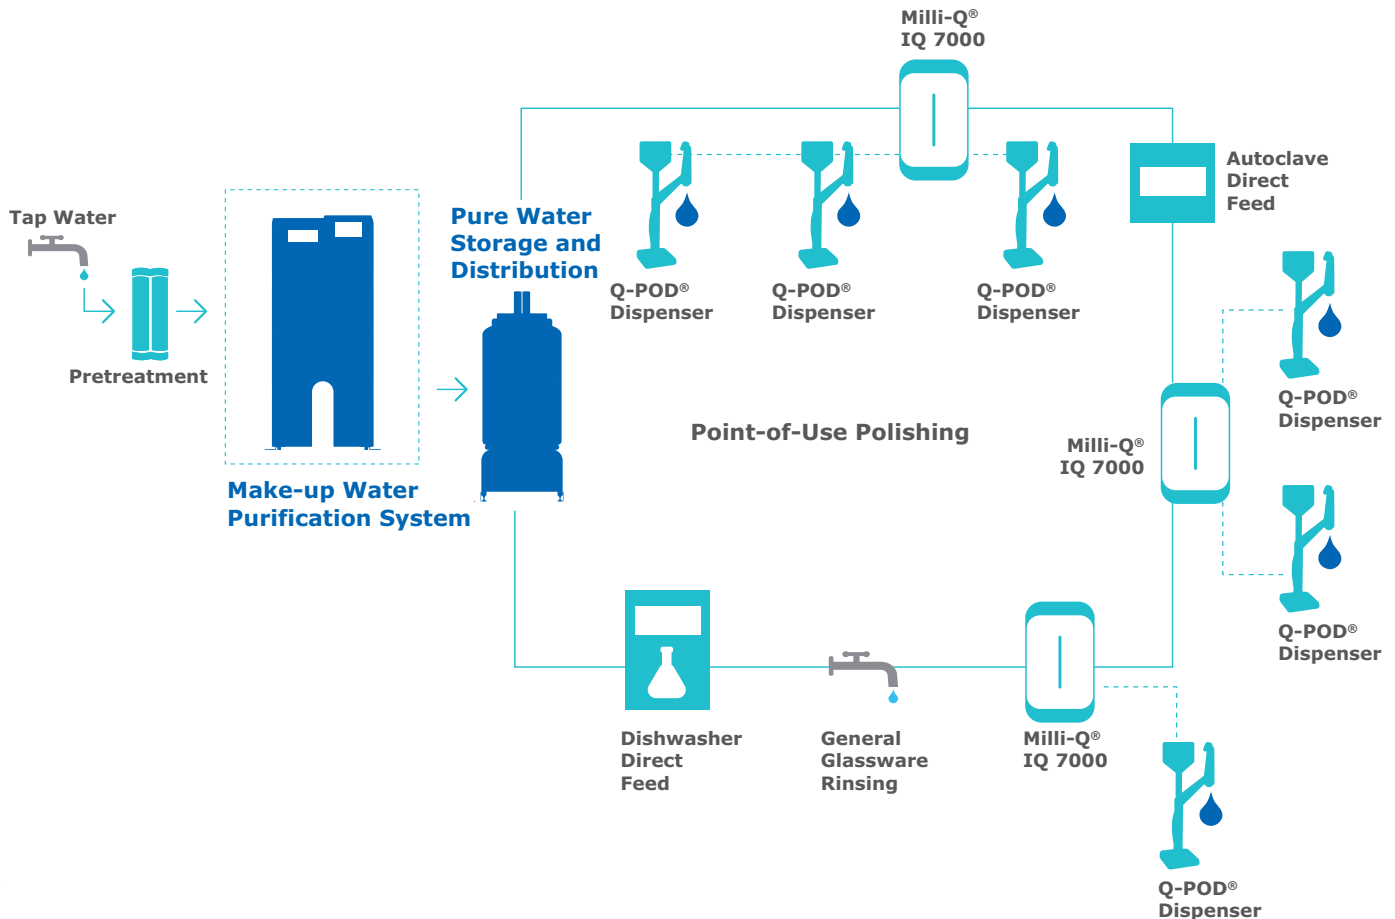 Milli-Q®
IQ 7000
Autoclave
Direct
Feed
Tap Water
Pure Water
Storage and
Distribution
Q-POD®
Dispenser
Q-POD®
Dispenser
Q-POD®
Dispenser
Pretreatment
Q-POD®
Dispenser
Point-of-Use Polishing
Milli-Q®
IQ 7000
Make-up Water
Purification System
Q-POD®
Dispenser
Dishwasher
Direct
Feed
General
Glassware
Rinsing
Milli-Q®
IQ 7000
Q-POD®
Dispenser